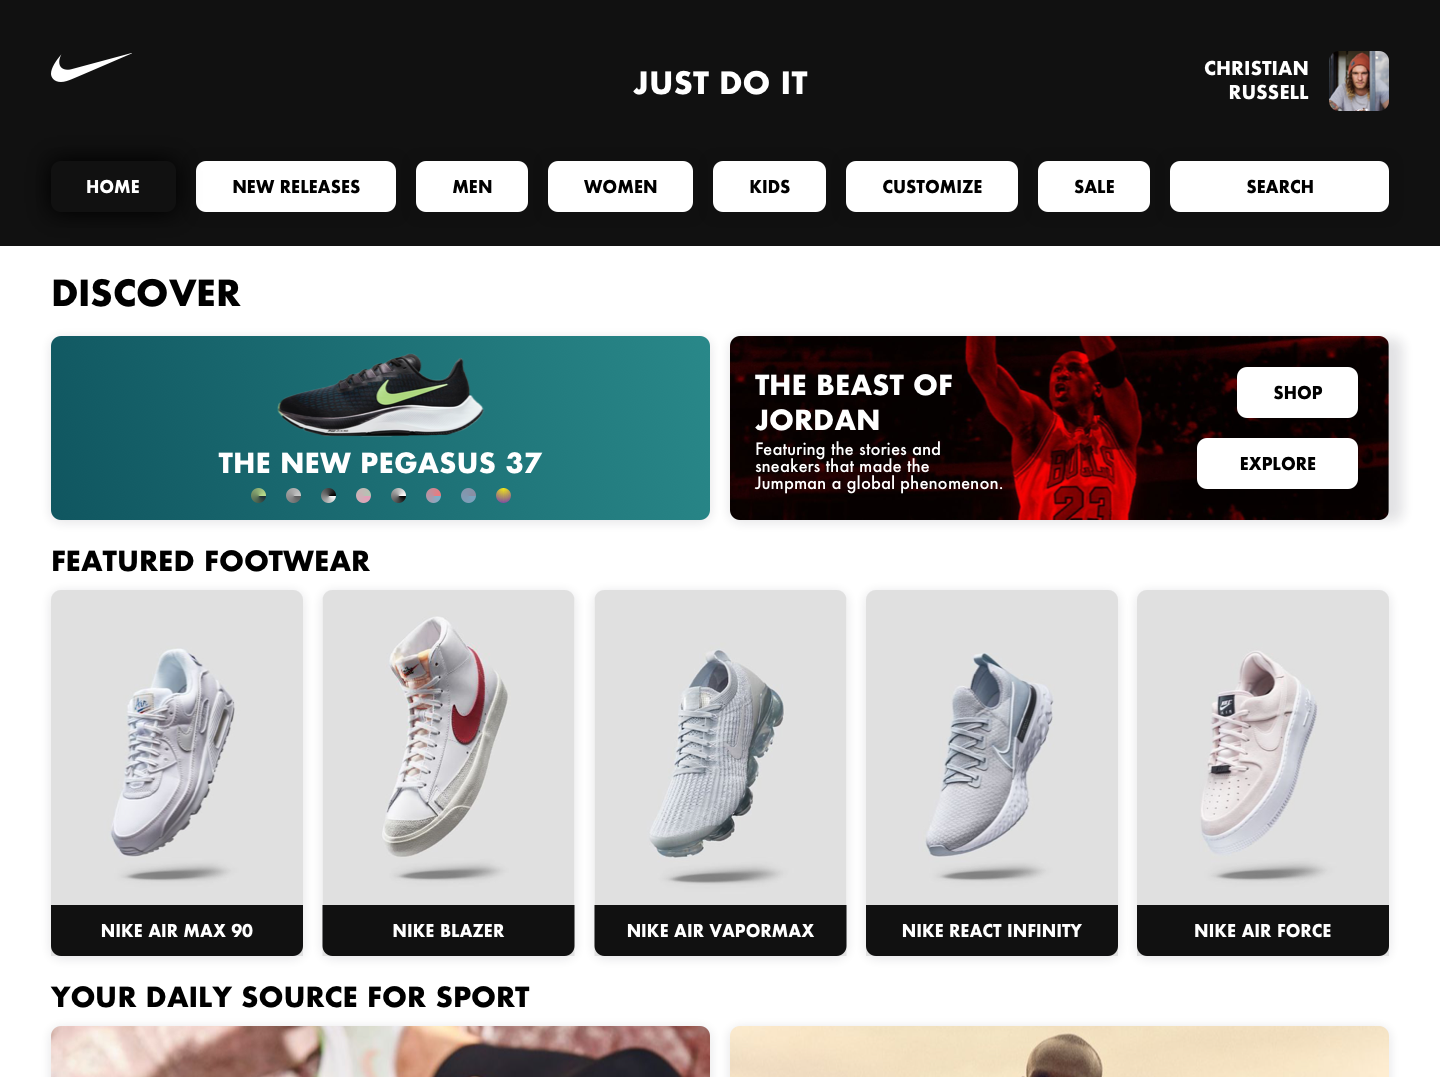 JUST DO IT
CHRISTIAN
RUSSELL
HOME
NEW RELEASES
MEN
WOMEN
KIDS
CUSTOMIZE
SALE
SEARCH
DISCOVER
THE NEW PEGASUS 37
THE BEAST OF
JORDAN
Featuring the stories and
sneakers that made the
Jumpman a global phenomenon.
BULLS
23
SHOP
EXPLORE
FEATURED FOOTWEAR
NIKE AIR MAX 90
NIKE BLAZER
NIKE AIR VAPORMAX
NIKE REACT INFINITY
NIKE AIR FORCE
YOUR DAILY SOURCE FOR SPORT